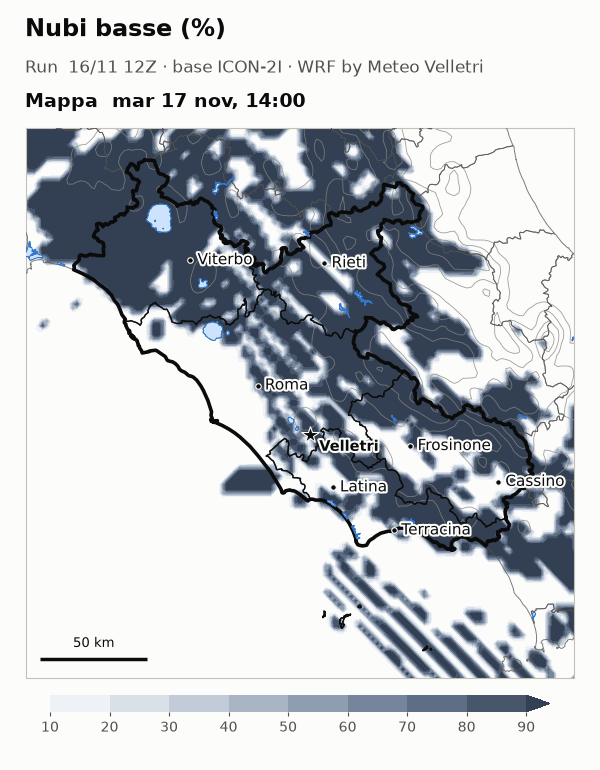 Nubi basse (%)
Run  16/11 12Z · base ICON-2I · WRF by Meteo Velletri
Mappa  mar 17 nov, 14:00
Viterbo
Rieti
Roma
Velletri
Frosinone
Cassino
Latina
Terracina
50 km
10 20 30 40 50 60 70 80 90